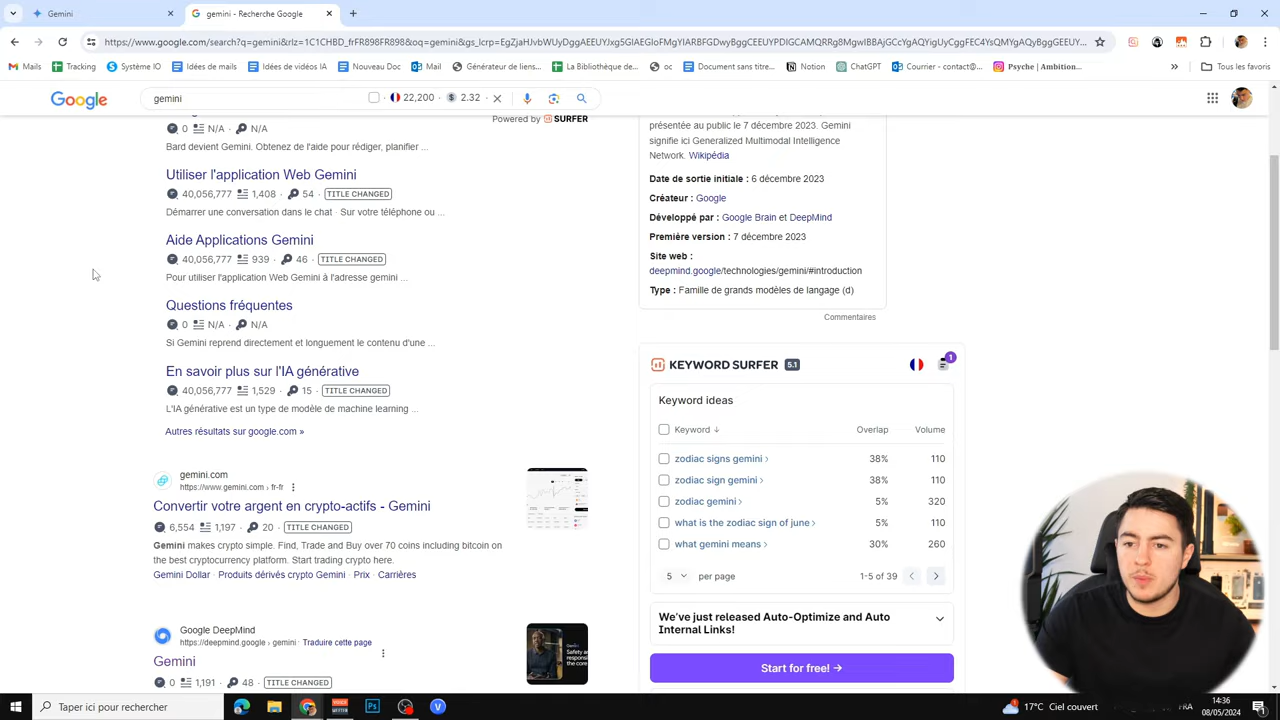 Gemini
gemini - Recherche Google
https://www.google.com/search?q=gemini&rlz=1C1CHBD_frFR898FR898&oq=gemini&gs_lcrp=
Mails
Tracking
Système IO
Idées de mails
Idées de vidéos IA
Nouveau Doc
Mail
Générateur de liens...
La Bibliothèque de...
oc
Document sans titre...
Notion
ChatGPT
Courrier - contact@...
Psyche | Ambition...
Tous les favoris
Google
gemini
22,200 · 2.32 ·
Powered by SURFER
0 N/A · N/A
Bard devient Gemini. Obtenez de l'aide pour rédiger, planifier ...
Utiliser l'application Web Gemini
40,056,777 1,408 · 54 · TITLE CHANGED
Démarrer une conversation dans le chat · Sur votre téléphone ou ...
Aide Applications Gemini
40,056,777 939 · 46 · TITLE CHANGED
Pour utiliser l'application Web Gemini à l'adresse gemini ...
Questions fréquentes
0 N/A · N/A
Si Gemini reprend directement et longuement le contenu d'une ...
En savoir plus sur l'IA générative
40,056,777 1,529 · 15 · TITLE CHANGED
L'IA générative est un type de modèle de machine learning ...
Autres résultats sur google.com »
gemini.com
https://www.gemini.com › fr-fr
Convertir votre argent en crypto-actifs - Gemini
6,554 1,197 · 20 · TITLE CHANGED
Gemini makes crypto simple. Find, Trade and Buy over 70 coins including bitcoin on
the best cryptocurrency platform. Start trading crypto here.
Gemini Dollar · Produits dérivés crypto Gemini · Prix · Carrières
Google DeepMind
https://deepmind.google › gemini · Traduire cette page
Gemini
0 1,191 · 48 · TITLE CHANGED
présentée au public le 7 décembre 2023. Gemini
signifie ici Generalized Multimodal Intelligence
Network. Wikipédia
Date de sortie initiale : 6 décembre 2023
Créateur : Google
Développé par : Google Brain et DeepMind
Première version : 7 décembre 2023
Site web :
deepmind.google/technologies/gemini/#introduction
Type : Famille de grands modèles de langage (d)
Commentaires
KEYWORD SURFER 5.1
1
Keyword ideas
Keyword Overlap Volume
zodiac signs gemini 38% 110
zodiac sign gemini 38% 110
zodiac gemini 5% 320
what is the zodiac sign of june 5% 110
what gemini means 30% 260
5 per page 1-5 of 39
We've just released Auto-Optimize and Auto
Internal Links!
Start for free! →
Taper ici pour rechercher
17°C Ciel couvert
FRA
14:36
08/05/2024